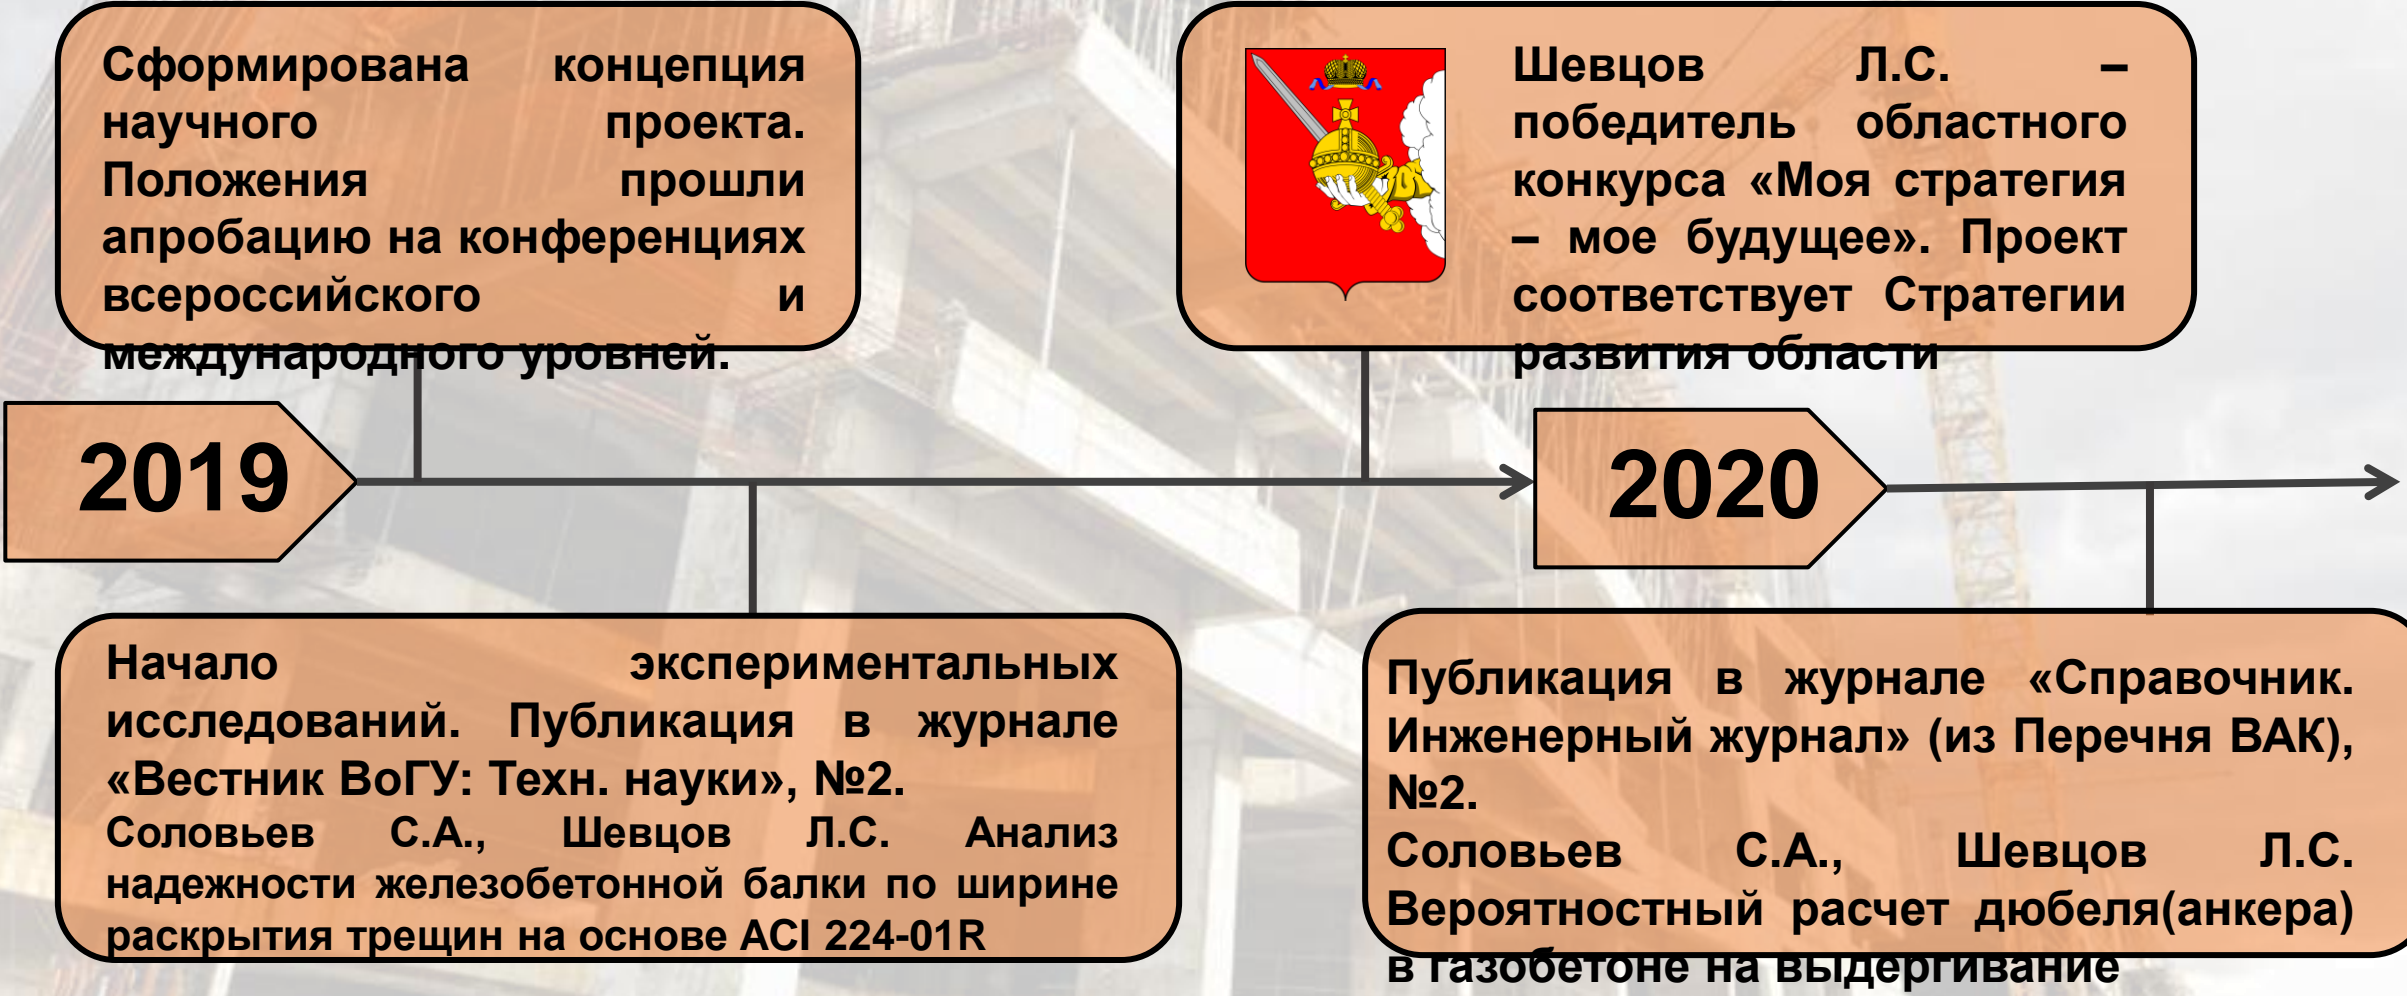 Сформирована концепция
научного проекта.
Положения прошли
апробацию на конференциях
всероссийского и
международного уровней.
Шевцов Л.С. –
победитель областного
конкурса «Моя стратегия
– мое будущее». Проект
соответствует Стратегии
развития области
2019
2020
Начало экспериментальных
исследований. Публикация в журнале
«Вестник ВоГУ: Техн. науки», №2.
Соловьев С.А., Шевцов Л.С. Анализ
надежности железобетонной балки по ширине
раскрытия трещин на основе ACI 224-01R
Публикация в журнале «Справочник.
Инженерный журнал» (из Перечня ВАК),
№2.
Соловьев С.А., Шевцов Л.С.
Вероятностный расчет дюбеля(анкера)
в газобетоне на выдергивание